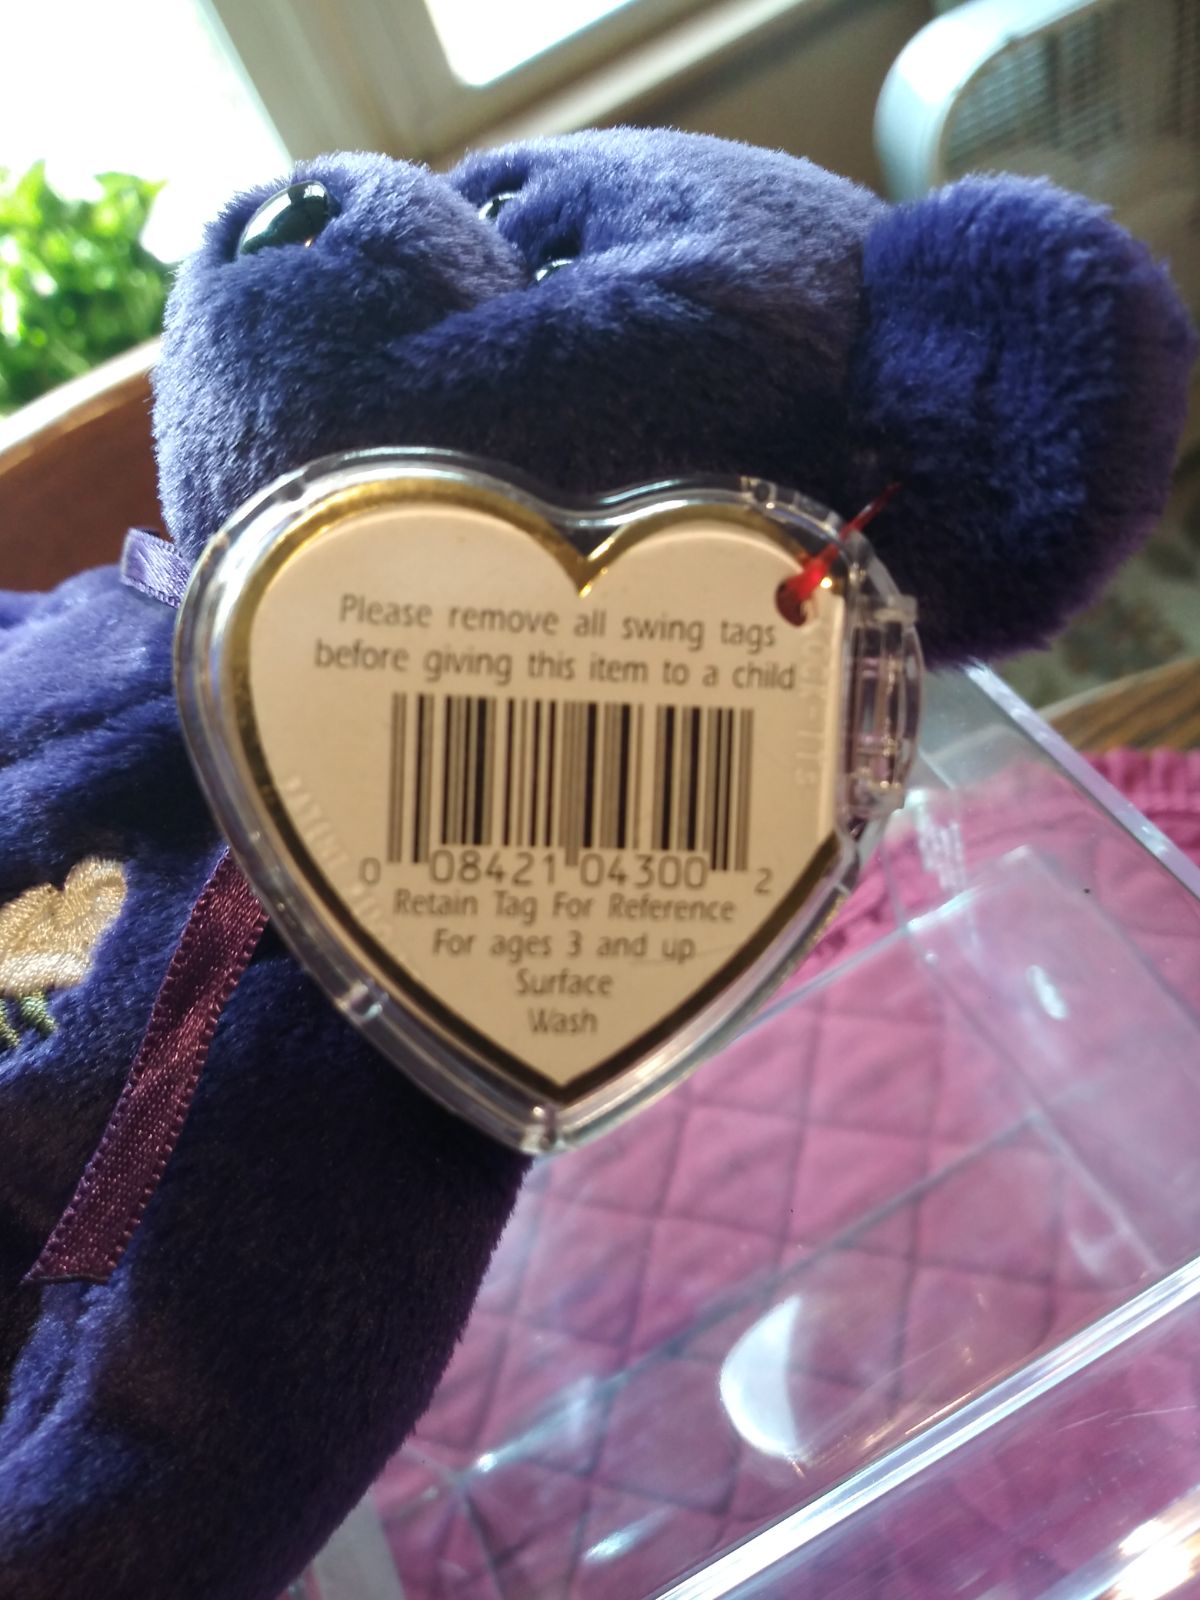 Please remove all swing tags
before giving this item to a child
0 08421 04300 2
Retain Tag For Reference
For ages 3 and up
Surface
Wash